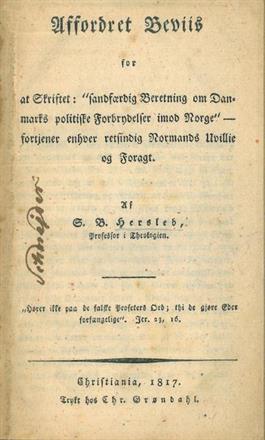 Affordret Beviis
for
at Skriftet: "sandfærdig Beretning om Dan-
marks politiske Forbrydelser imod Norge" —
fortjener enhver retsindig Normands Uvillie
og Foragt.
Af
S. B. Hersleb,
Professor i Theologien.
Schnejder
„Hører ikke paa de falske Profeters Ord; thi de gjøre Eder
forfængelige". Jer. 23, 16.
Christiania, 1817.
Trykt hos Chr. Grøndahl.